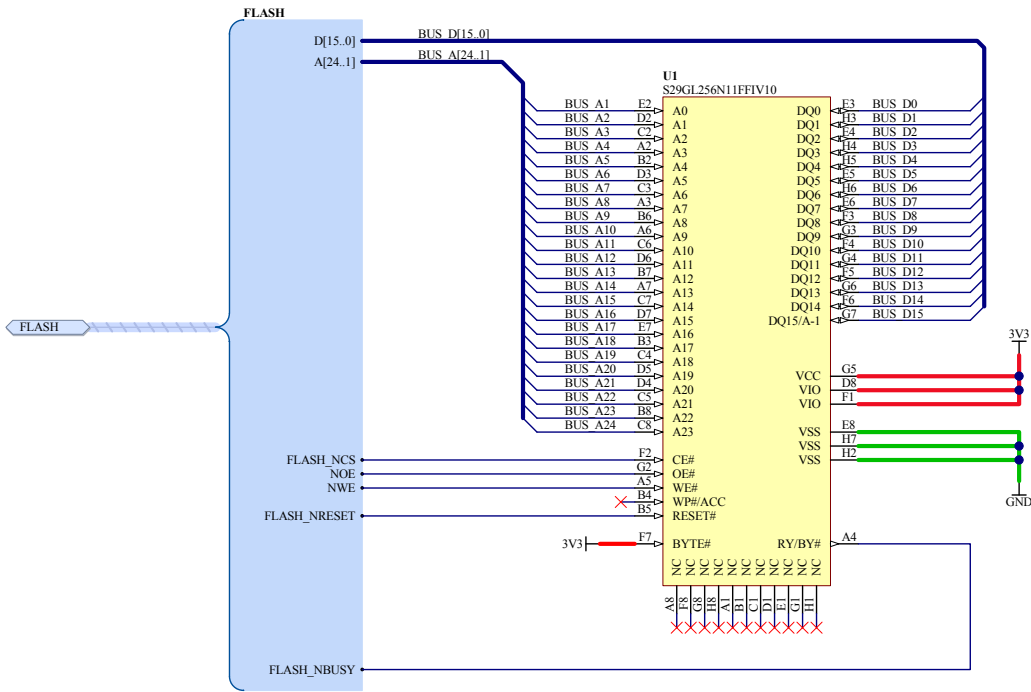 FLASH
D[15..0]
BUS_D[15..0]
A[24..1]
BUS_A[24..1]
U1
S29GL256N11FFIV10
BUS_A1 E2 A0 DQ0 E3 BUS_D0
BUS_A2 D2 A1 DQ1 H3 BUS_D1
BUS_A3 C2 A2 DQ2 E4 BUS_D2
BUS_A4 A2 A3 DQ3 H4 BUS_D3
BUS_A5 B2 A4 DQ4 H5 BUS_D4
BUS_A6 D3 A5 DQ5 E5 BUS_D5
BUS_A7 C3 A6 DQ6 H6 BUS_D6
BUS_A8 A3 A7 DQ7 E6 BUS_D7
BUS_A9 B6 A8 DQ8 F3 BUS_D8
BUS_A10 A6 A9 DQ9 G3 BUS_D9
BUS_A11 C6 A10 DQ10 F4 BUS_D10
BUS_A12 D6 A11 DQ11 G4 BUS_D11
BUS_A13 B7 A12 DQ12 F5 BUS_D12
BUS_A14 A7 A13 DQ13 G6 BUS_D13
BUS_A15 C7 A14 DQ14 F6 BUS_D14
BUS_A16 D7 A15 DQ15/A-1 G7 BUS_D15
BUS_A17 E7 A16
BUS_A18 B3 A17
BUS_A19 C4 A18
BUS_A20 D5 A19 VCC G5
BUS_A21 D4 A20 VIO D8
BUS_A22 C5 A21 VIO F1
BUS_A23 B8 A22
BUS_A24 C8 A23
3V3
VSS E8
VSS H7
VSS H2
GND
FLASH
FLASH_NCS F2 CE#
NOE G2 OE#
NWE A5 WE#
B4 WP#/ACC
FLASH_NRESET B5 RESET#
3V3 F7 BYTE# RY/BY# A4
NC NC NC NC NC NC NC NC NC NC NC
A8 F8 G8 H8 A1 B1 C1 D1 E1 G1 H1
FLASH_NBUSY